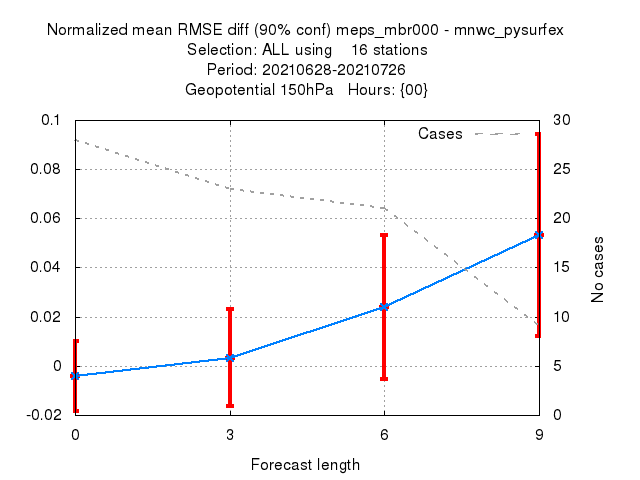 Normalized mean RMSE diff (90% conf) meps_mbr000 - mnwc_pysurfex
Selection: ALL using    16 stations
Period: 20210628-20210726
Geopotential 150hPa   Hours: {00}
0.1
0.08
0.06
0.04
0.02
0
-0.02
Cases
30
25
20
15
10
5
0
No cases
0 3 6 9
Forecast length